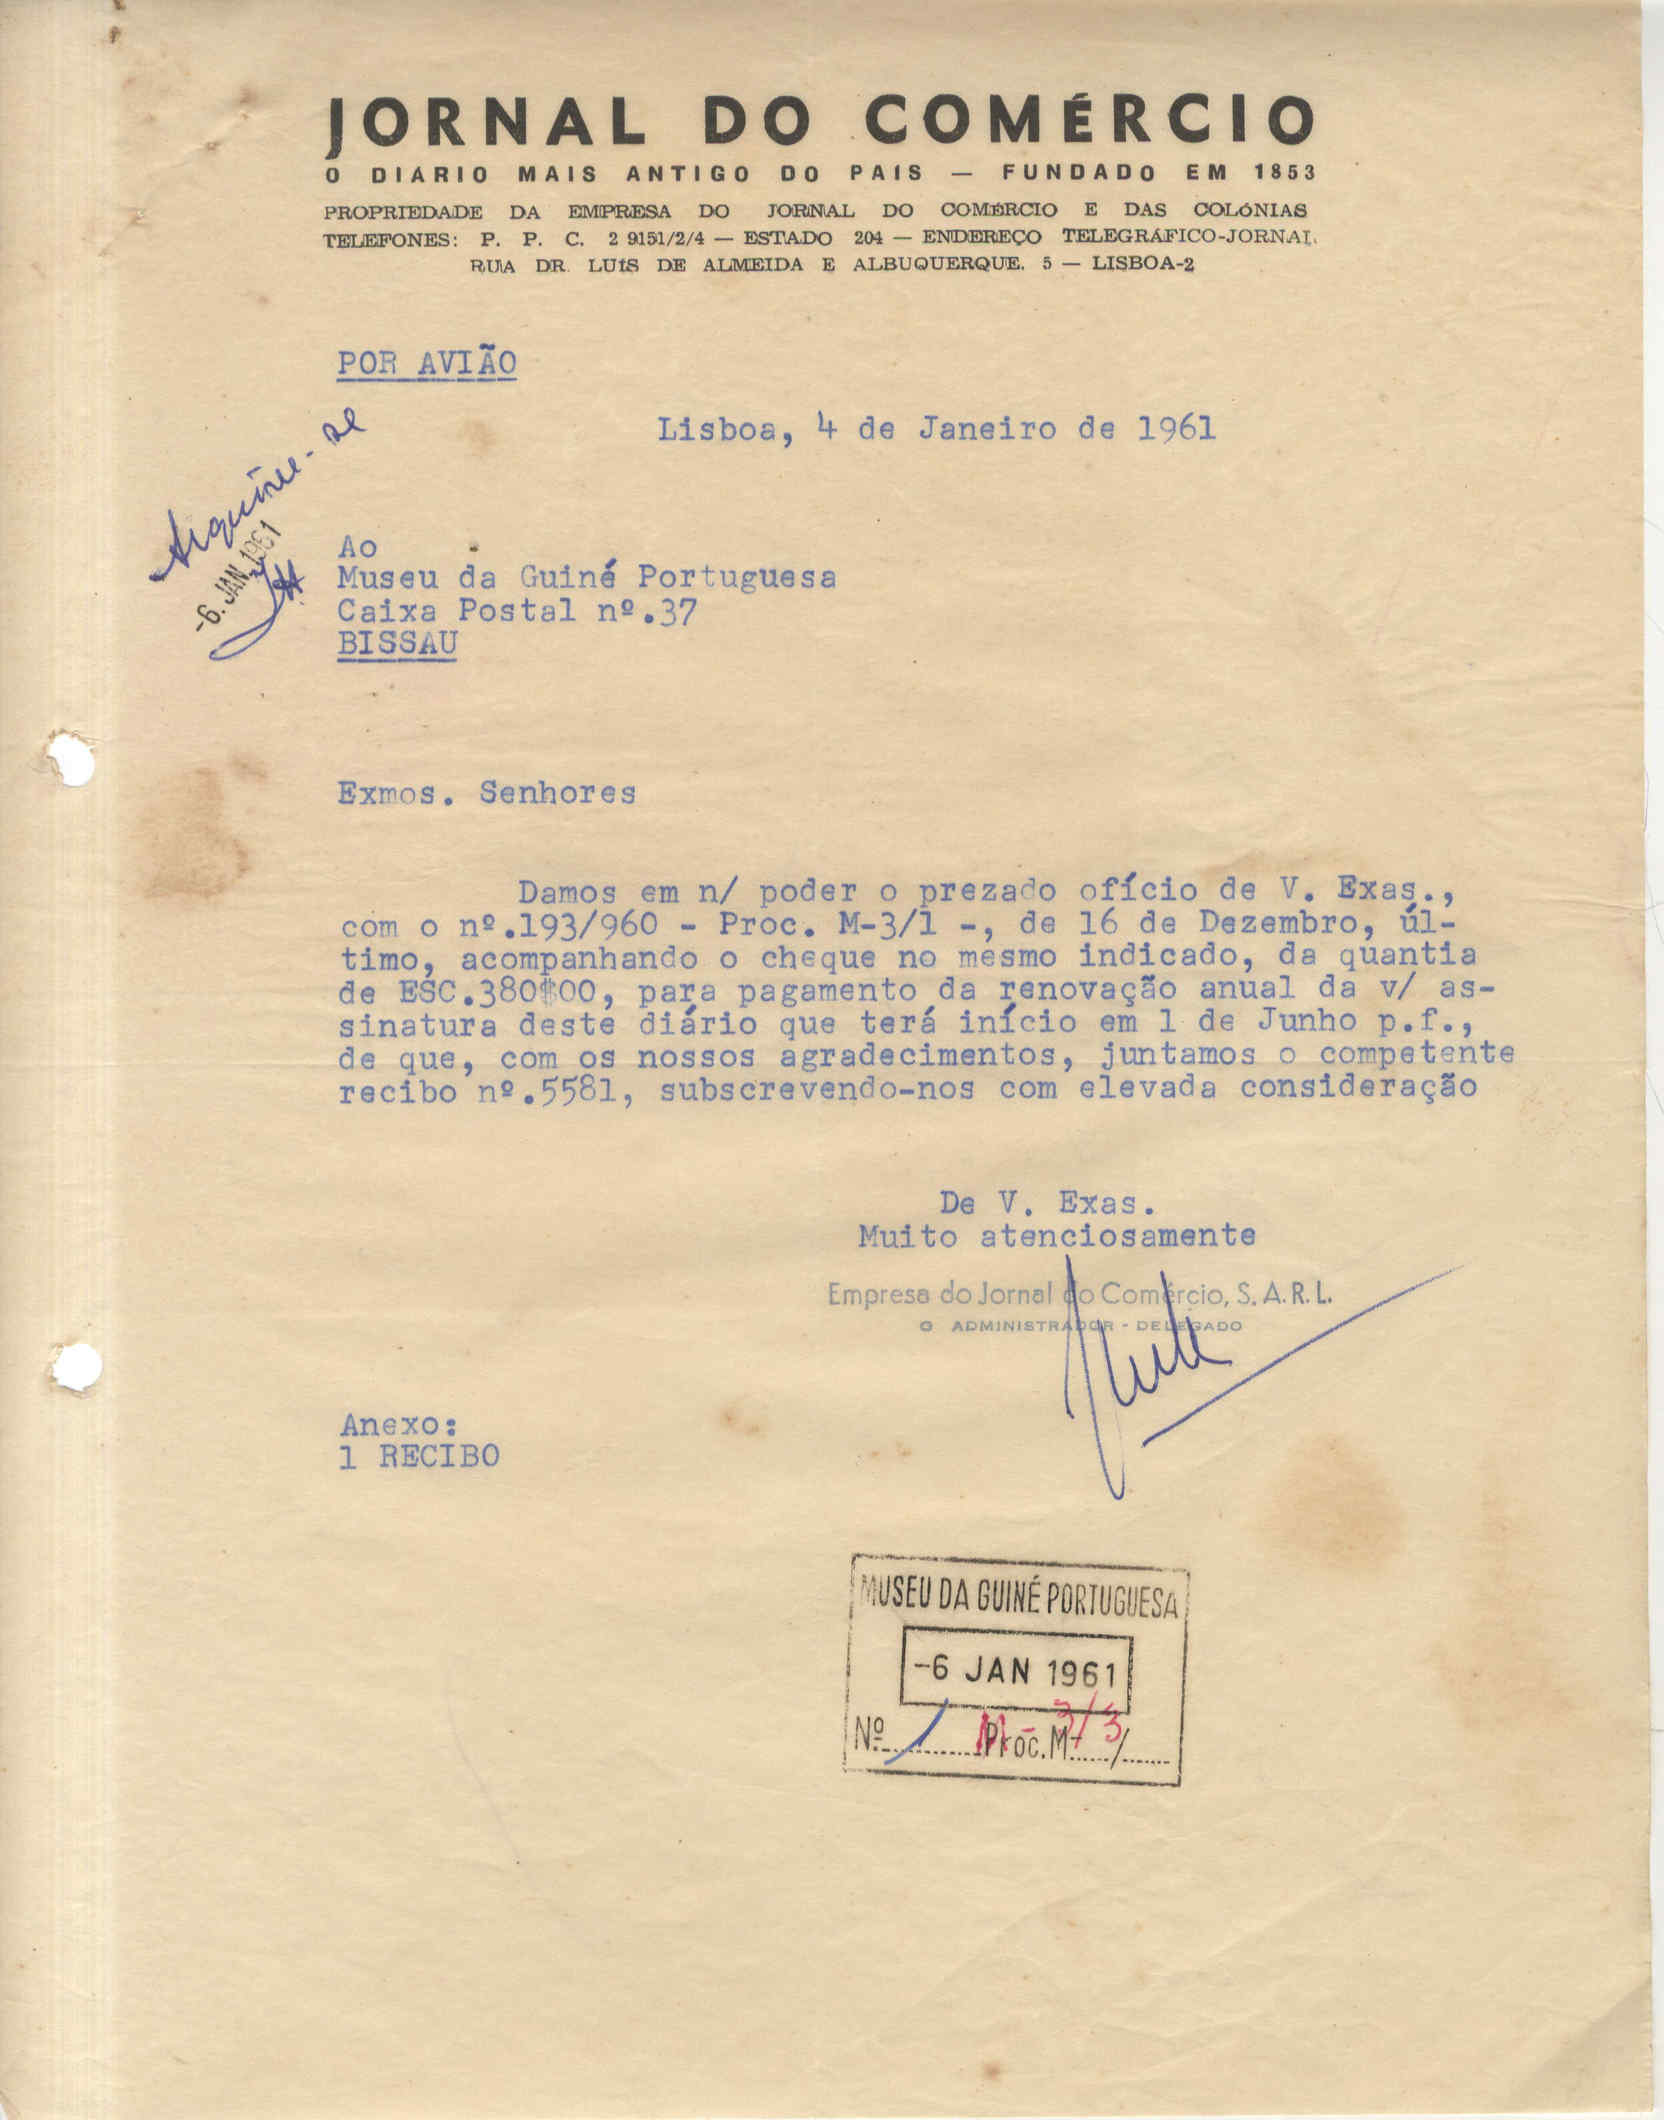 JORNAL DO COMÉRCIO
O DIÁRIO MAIS ANTIGO DO PAÍS — FUNDADO EM 1853
PROPRIEDADE DA EMPRESA DO JORNAL DO COMÉRCIO E DAS COLÓNIAS
TELEFONES: P. P. C. 2 9151/2/4 — ESTADO 204 — ENDEREÇO TELEGRÁFICO-JORNAL
RUA DR. LUÍS DE ALMEIDA E ALBUQUERQUE, 5 — LISBOA-2
POR AVIÃO
Lisboa, 4 de Janeiro de 1961
Arquive-se
-6. JAN. 1961
Ao
Museu da Guiné Portuguesa
Caixa Postal nº.37
BISSAU
Exmos. Senhores
Damos em n/ poder o prezado ofício de V. Exas.,
com o nº.193/960 - Proc. M-3/1 -, de 16 de Dezembro, úl-
timo, acompanhando o cheque no mesmo indicado, da quantia
de ESC.380$00, para pagamento da renovação anual da v/ as-
sinatura deste diário que terá início em 1 de Junho p.f.,
de que, com os nossos agradecimentos, juntamos o competente
recibo nº.5581, subscrevendo-nos com elevada consideração
De V. Exas.
Muito atenciosamente
Empresa do Jornal do Comércio, S. A. R. L.
O ADMINISTRADOR - DELEGADO
Anexo:
1 RECIBO
MUSEU DA GUINÉ PORTUGUESA
-6 JAN 1961
M-3/3
Nº 1 Proc. M- /